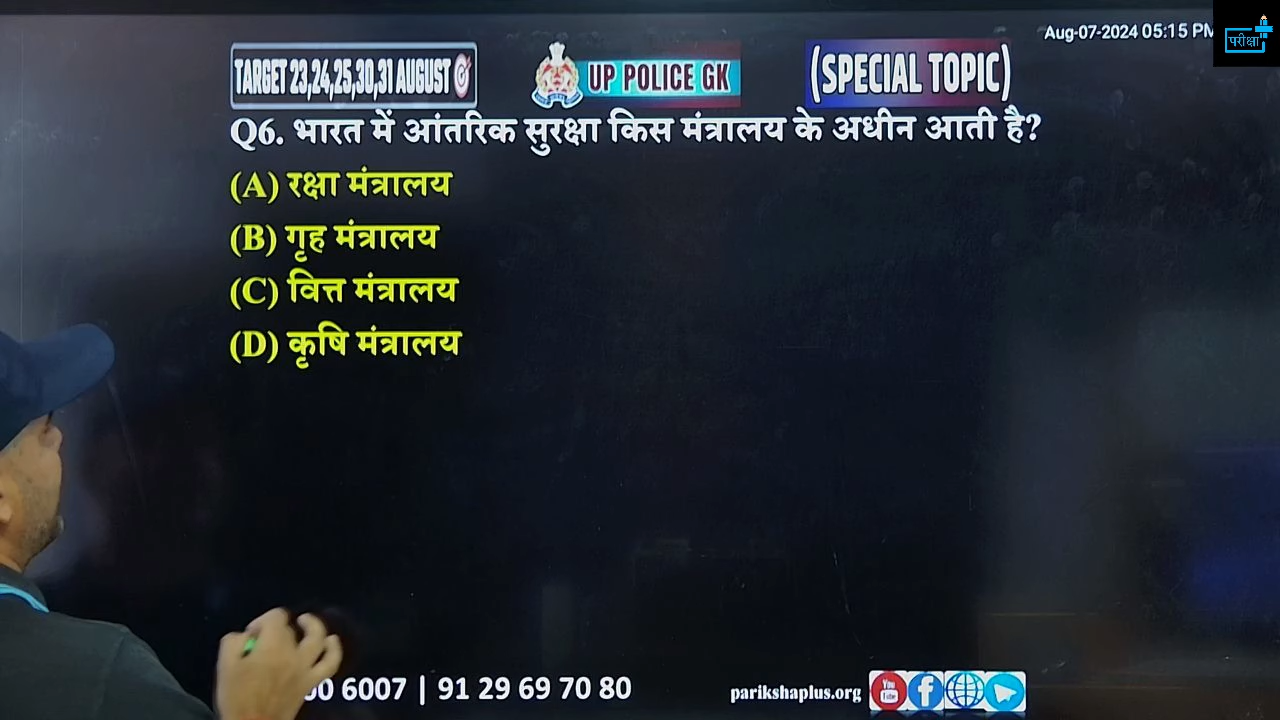 Aug-07-2024 05:15 PM
परीक्षा
TARGET 23,24,25,30,31 AUGUST
UP POLICE GK
(SPECIAL TOPIC)
Q6. भारत में आंतरिक सुरक्षा किस मंत्रालय के अधीन आती है?
(A) रक्षा मंत्रालय
(B) गृह मंत्रालय
(C) वित्त मंत्रालय
(D) कृषि मंत्रालय
00 6007 | 91 29 69 70 80
parikshaplus.org
You Tube